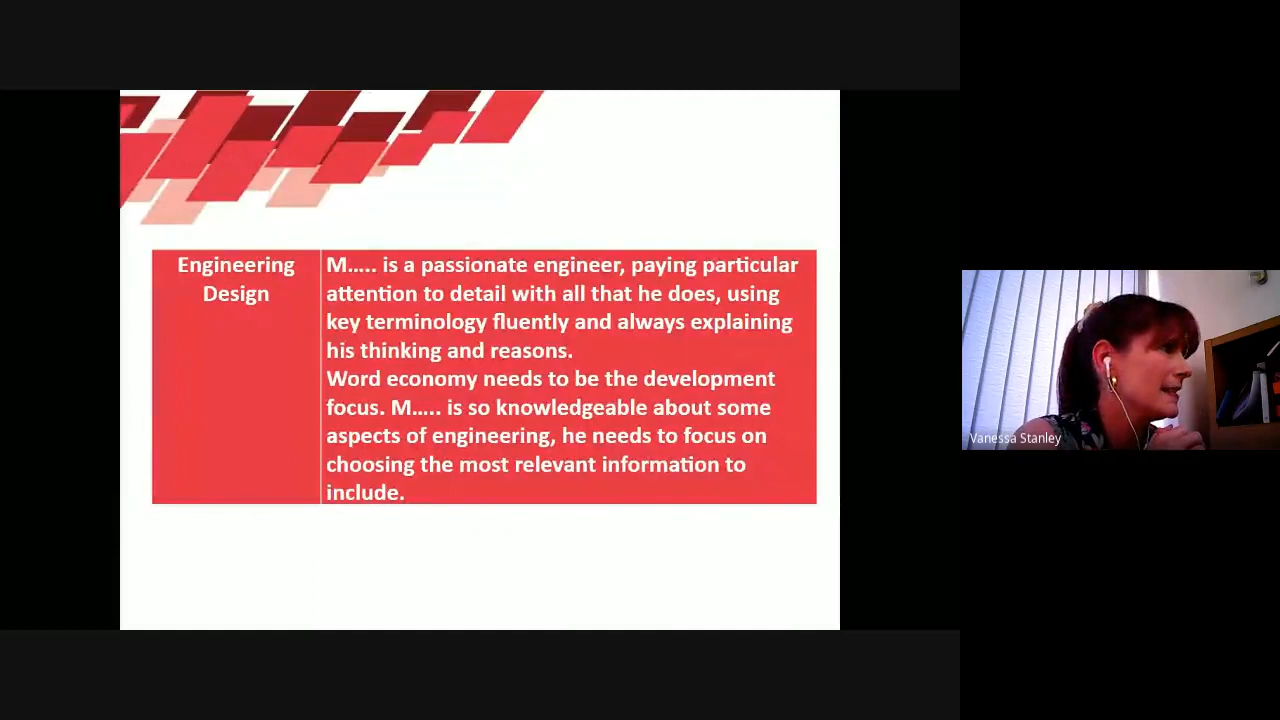 Engineering
Design
M..... is a passionate engineer, paying particular
attention to detail with all that he does, using
key terminology fluently and always explaining
his thinking and reasons.
Word economy needs to be the development
focus. M..... is so knowledgeable about some
aspects of engineering, he needs to focus on
choosing the most relevant information to
include.
Vanessa Stanley